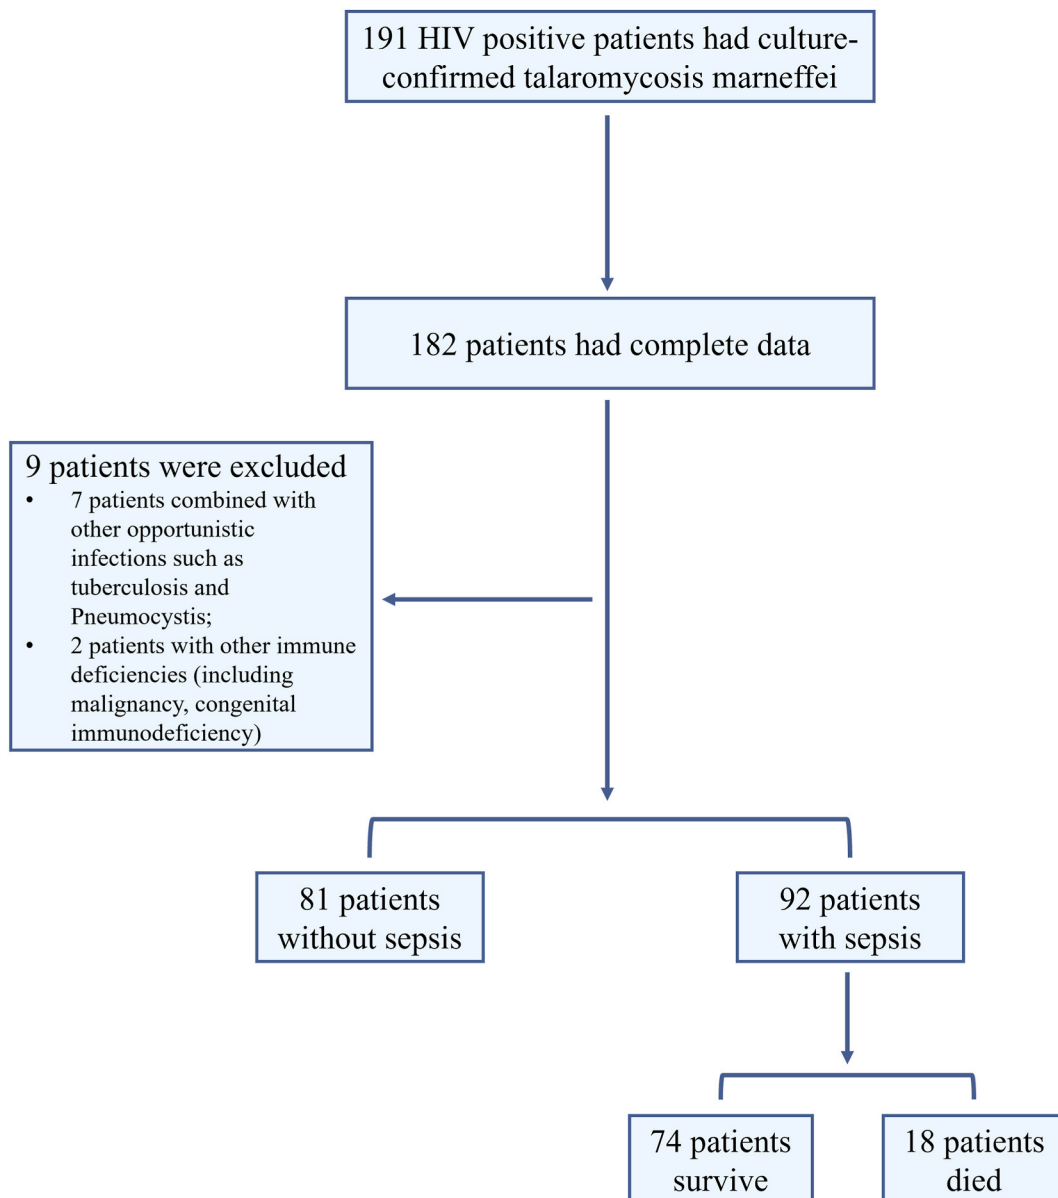 191 HIV positive patients had culture-
confirmed talaromycosis marneffei
182 patients had complete data
9 patients were excluded
• 7 patients combined with
other opportunistic
infections such as
tuberculosis and
Pneumocystis;
• 2 patients with other immune
deficiencies (including
malignancy, congenital
immunodeficiency)
81 patients
without sepsis
92 patients
with sepsis
74 patients
survive
18 patients
died